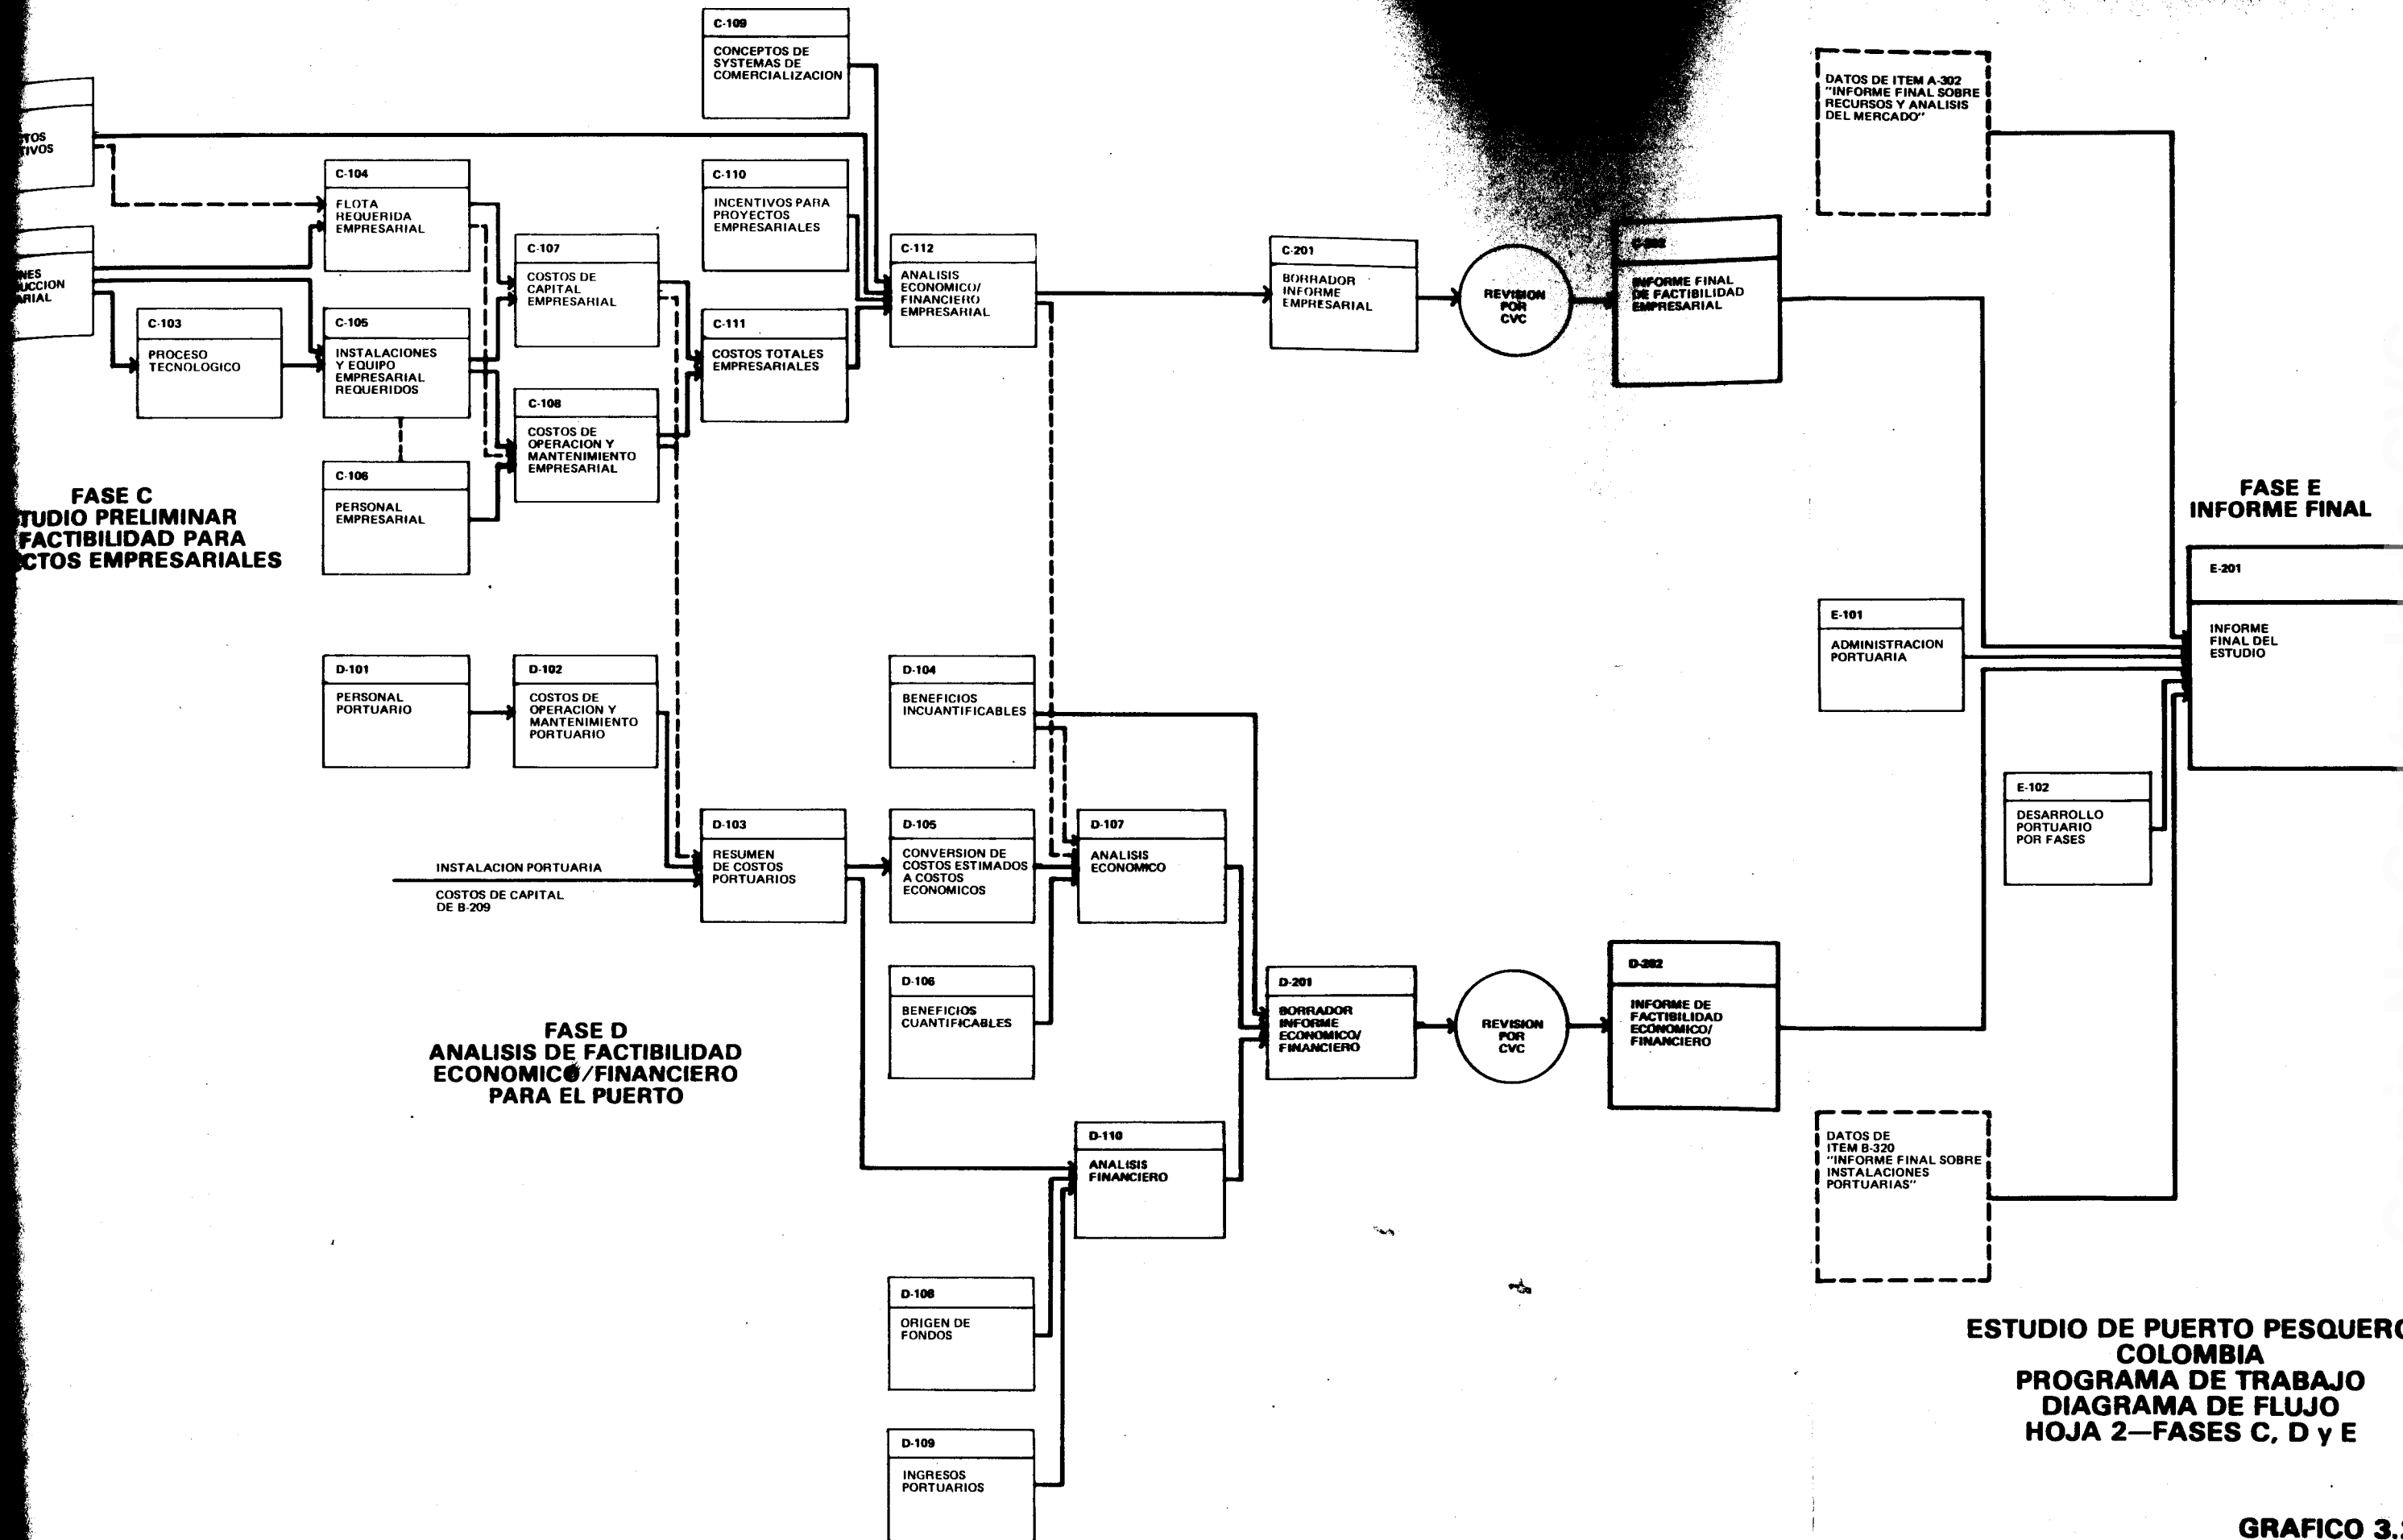 C-109
CONCEPTOS DE
SYSTEMAS DE
COMERCIALIZACION
TOS
TIVOS
NES
UCCION
ARIAL
C-103
PROCESO
TECNOLOGICO
C-104
FLOTA
REQUERIDA
EMPRESARIAL
C-105
INSTALACIONES
Y EQUIPO
EMPRESARIAL
REQUERIDOS
C-106
PERSONAL
EMPRESARIAL
C-107
COSTOS DE
CAPITAL
EMPRESARIAL
C-108
COSTOS DE
OPERACION Y
MANTENIMIENTO
EMPRESARIAL
C-110
INCENTIVOS PARA
PROYECTOS
EMPRESARIALES
C-111
COSTOS TOTALES
EMPRESARIALES
C-112
ANALISIS
ECONOMICO/
FINANCIERO
EMPRESARIAL
C-201
BORRADOR
INFORME
EMPRESARIAL
REVISION
POR
CVC
C-202
INFORME FINAL
DE FACTIBILIDAD
EMPRESARIAL
DATOS DE ITEM A-302
"INFORME FINAL SOBRE
RECURSOS Y ANALISIS
DEL MERCADO"
FASE C
TUDIO PRELIMINAR
FACTIBILIDAD PARA
CTOS EMPRESARIALES
FASE E
INFORME FINAL
E-201
INFORME
FINAL DEL
ESTUDIO
E-101
ADMINISTRACION
PORTUARIA
E-102
DESARROLLO
PORTUARIO
POR FASES
D-101
PERSONAL
PORTUARIO
D-102
COSTOS DE
OPERACION Y
MANTENIMIENTO
PORTUARIO
INSTALACION PORTUARIA
COSTOS DE CAPITAL
DE B-209
D-103
RESUMEN
DE COSTOS
PORTUARIOS
D-104
BENEFICIOS
INCUANTIFICABLES
D-105
CONVERSION DE
COSTOS ESTIMADOS
A COSTOS
ECONOMICOS
D-106
BENEFICIOS
CUANTIFICABLES
D-107
ANALISIS
ECONOMICO
FASE D
ANALISIS DE FACTIBILIDAD
ECONOMICO/FINANCIERO
PARA EL PUERTO
D-201
BORRADOR
INFORME
ECONOMICO/
FINANCIERO
REVISION
POR
CVC
D-202
INFORME DE
FACTIBILIDAD
ECONOMICO/
FINANCIERO
D-110
ANALISIS
FINANCIERO
DATOS DE
ITEM B-320
"INFORME FINAL SOBRE
INSTALACIONES
PORTUARIAS"
D-108
ORIGEN DE
FONDOS
D-109
INGRESOS
PORTUARIOS
ESTUDIO DE PUERTO PESQUERO
COLOMBIA
PROGRAMA DE TRABAJO
DIAGRAMA DE FLUJO
HOJA 2—FASES C, D y E
GRAFICO 3.